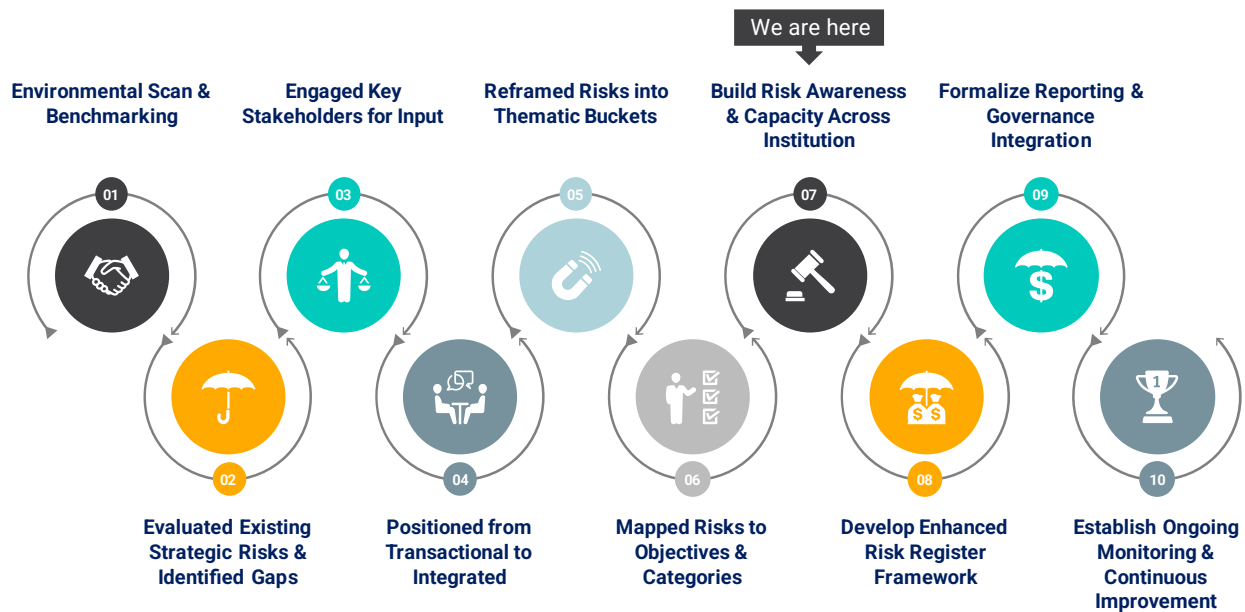 We are here
Environmental Scan &
Benchmarking
Engaged Key
Stakeholders for Input
Reframed Risks into
Thematic Buckets
Build Risk Awareness
& Capacity Across
Institution
Formalize Reporting &
Governance
Integration
01
03
05
07
09
1
$
$ $
02
04
06
08
10
Evaluated Existing
Strategic Risks &
Identified Gaps
Positioned from
Transactional to
Integrated
Mapped Risks to
Objectives &
Categories
Develop Enhanced
Risk Register
Framework
Establish Ongoing
Monitoring &
Continuous
Improvement